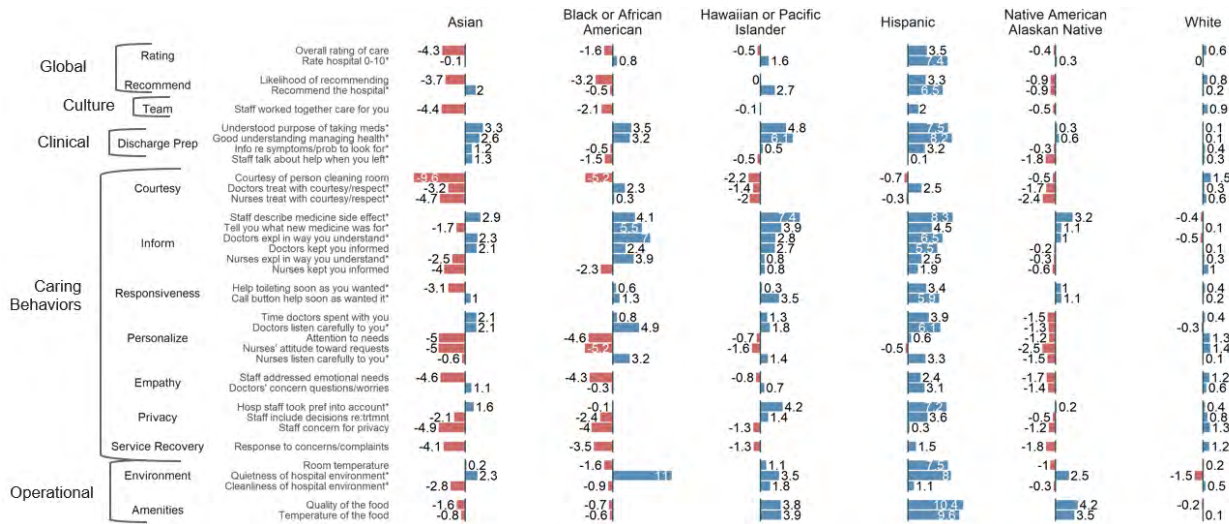 Black or African Hawaiian or Pacific Native American
Asian American Islander Hispanic Alaskan Native White
Global Rating Overall rating of care -4.3 -1.6 -0.5 3.5 -0.4 0.6
Rate hospital 0-10* -0.1 0.8 1.6 7.4 0.3 0
Recommend Likelihood of recommending -3.7 -3.2 0 3.3 -0.9 0.8
Recommend the hospital* 2 -0.5 2.7 6.5 -0.9 0.2
Culture Team Staff worked together care for you -4.4 -2.1 -0.1 2 -0.5 0.9
Clinical Discharge Prep Understood purpose of taking meds* 3.3 3.5 4.8 7.5 0.3 0.1
Good understanding managing health* 2.6 3.2 6.1 8.2 0.6 0.1
Info re symptoms/prob to look for* 1.2 -0.5 0.5 3.2 -0.3 0.4
Staff talk about help when you left* 1.3 -1.5 -0.5 0.1 -1.8 0.3
Caring Behaviors Courtesy Courtesy of person cleaning room -9.6 -5.2 -2.2 -0.7 -0.5 1.5
Doctors treat with courtesy/respect* -3.2 2.3 -1.4 2.5 -1.7 0.3
Nurses treat with courtesy/respect* -4.7 0.3 -2 -0.3 -2.4 0.6
Inform Staff describe medicine side effect* 2.9 4.1 7.4 8.3 3.2 -0.4
Tell you what new medicine was for* -1.7 5.5 3.9 4.5 1.1 0.1
Doctors expl in way you understand* 2.3 7 2.8 6.5 1 -0.5
Doctors kept you informed 2.1 2.4 2.7 5.5 -0.2 0.1
Nurses expl in way you understand* -2.5 3.9 0.8 2.5 -0.3 0.3
Nurses kept you informed -4 -2.3 0.8 1.9 -0.6 1
Responsiveness Help toileting soon as you wanted* -3.1 0.6 0.3 3.4 1 0.4
Call button help soon as wanted it* 1 1.3 3.5 5.9 1.1 0.2
Personalize Time doctors spent with you 2.1 0.8 1.3 3.9 -1.5 0.4
Doctors listen carefully to you* 2.1 4.9 1.8 6.1 -1.3 -0.3
Attention to needs -5 -4.6 -0.7 0.6 -1.2 1.3
Nurses' attitude toward requests -5 -5.2 -1.6 -0.5 -2.5 1.4
Nurses listen carefully to you* -0.6 3.2 1.4 3.3 -1.5 0.1
Empathy Staff addressed emotional needs -4.6 -4.3 -0.8 2.4 -1.7 1.2
Doctors' concern questions/worries 1.1 -0.3 0.7 3.1 -1.4 0.6
Privacy Hosp staff took pref into account* 1.6 -0.1 4.2 7.2 0.2 0.4
Staff include decisions re:trtmnt -2.1 -2.4 1.4 3.6 -0.5 0.8
Staff concern for privacy -4.9 -4 -1.3 0.3 -1.2 1.3
Service Recovery Response to concerns/complaints -4.1 -3.5 -1.3 1.5 -1.8 1.2
Operational Environment Room temperature 0.2 -1.6 1.1 7.5 -1 0.2
Quietness of hospital environment* 2.3 11 3.5 8 2.5 -1.5
Cleanliness of hospital environment* -2.8 -0.9 1.8 1.1 -0.3 0.5
Amenities Quality of the food -1.6 -0.7 3.8 10.4 4.2 -0.2
Temperature of the food -0.8 -0.6 3.9 9.6 3.5 0.1